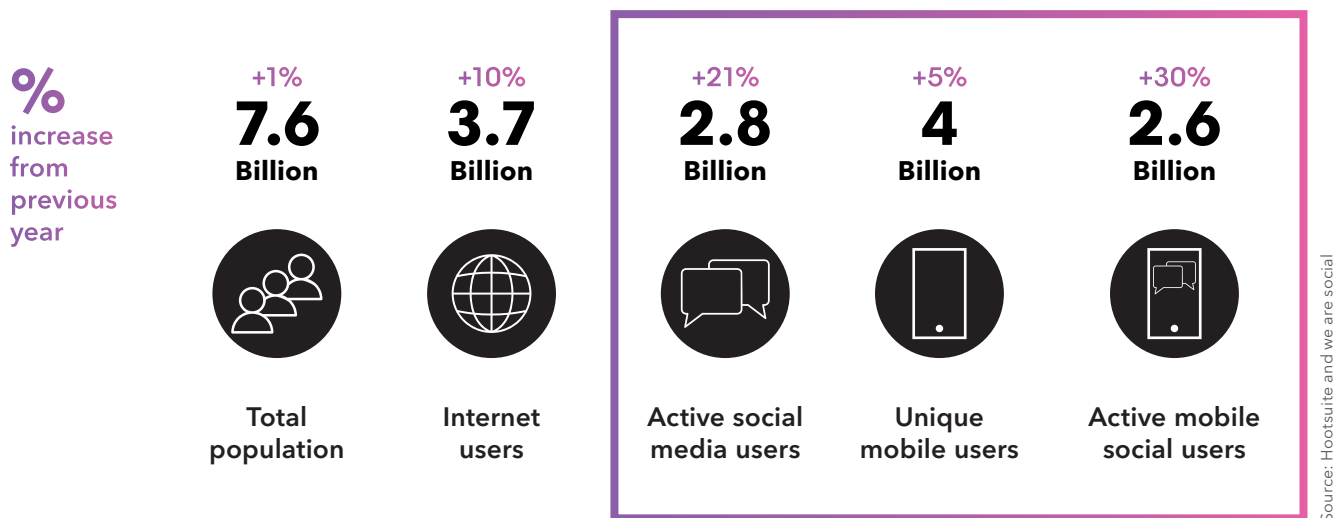 %
increase
from
previous
year
+1%
7.6
Billion
Total
population
+10%
3.7
Billion
Internet
users
+21%
2.8
Billion
Active social
media users
+5%
4
Billion
Unique
mobile users
+30%
2.6
Billion
Active mobile
social users
Source: Hootsuite and we are social